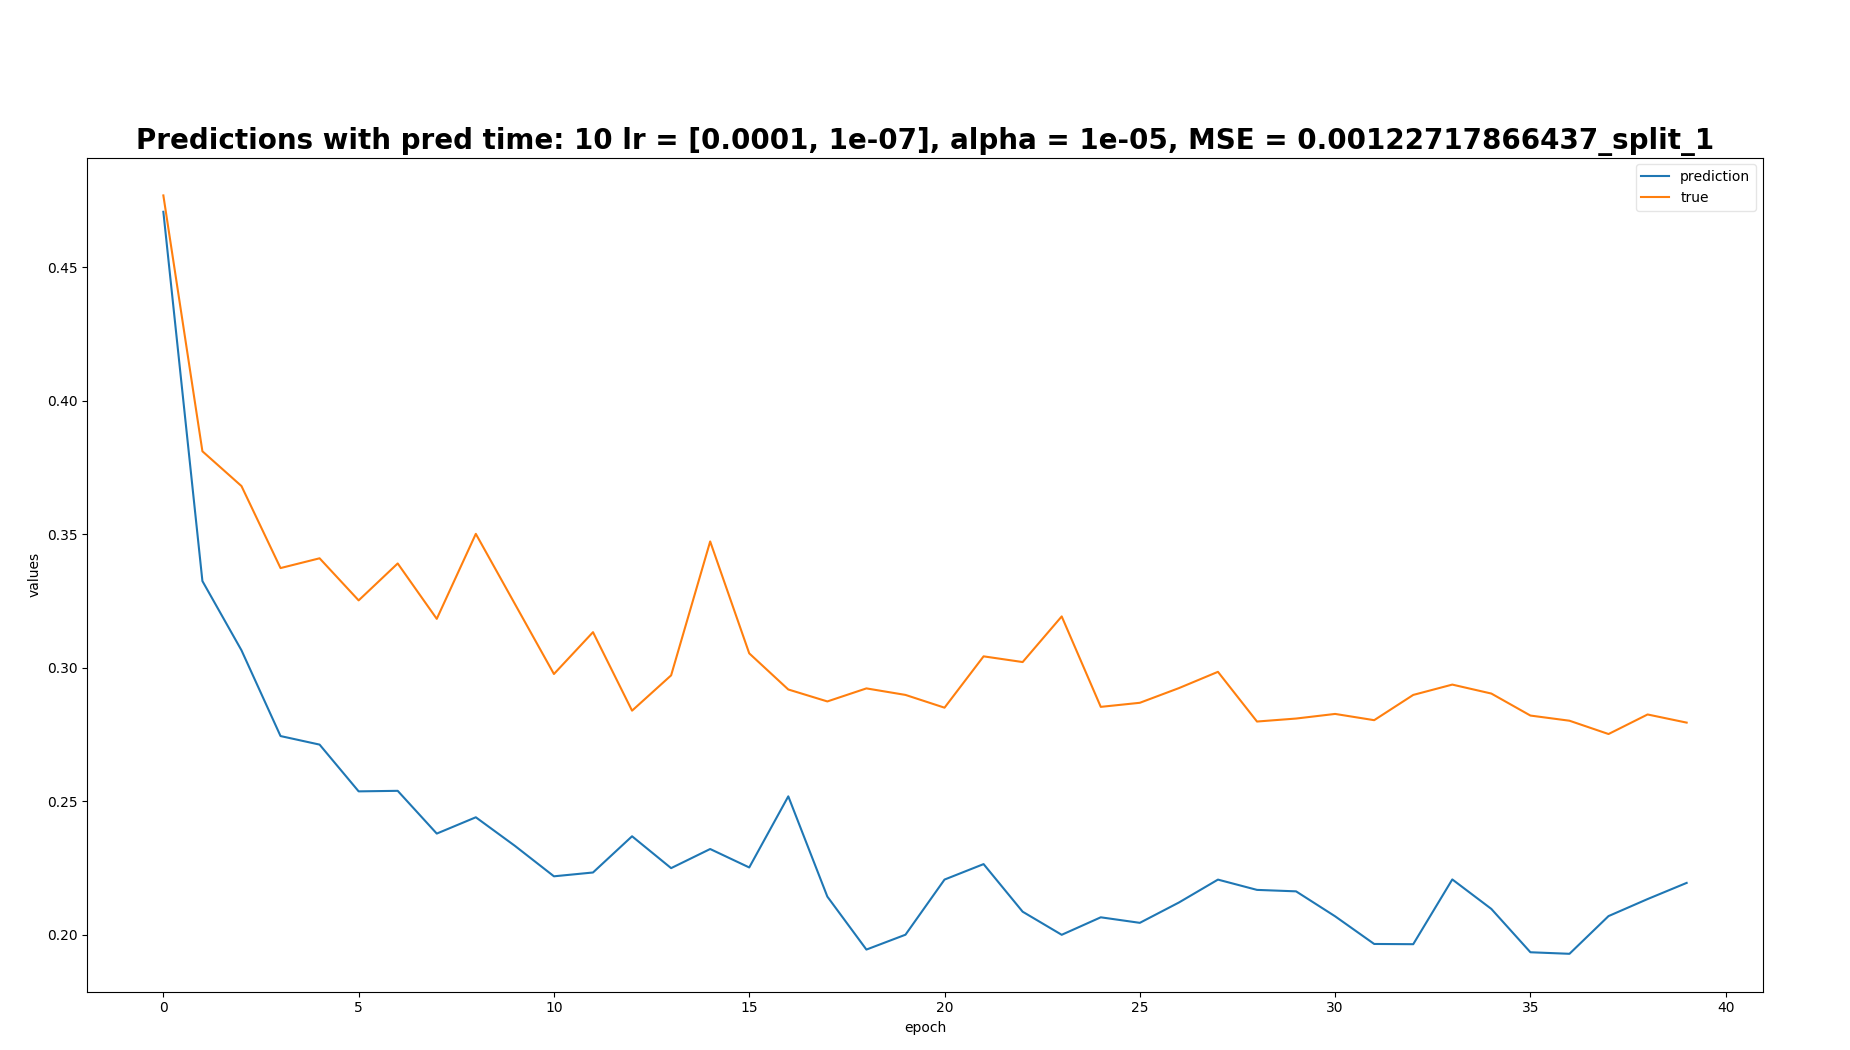 Predictions with pred time: 10 lr = [0.0001, 1e-07], alpha = 1e-05, MSE = 0.00122717866437_split_1
prediction
true
0.45
0.40
0.35
0.30
0.25
0.20
values
0 5 10 15 20 25 30 35 40
epoch